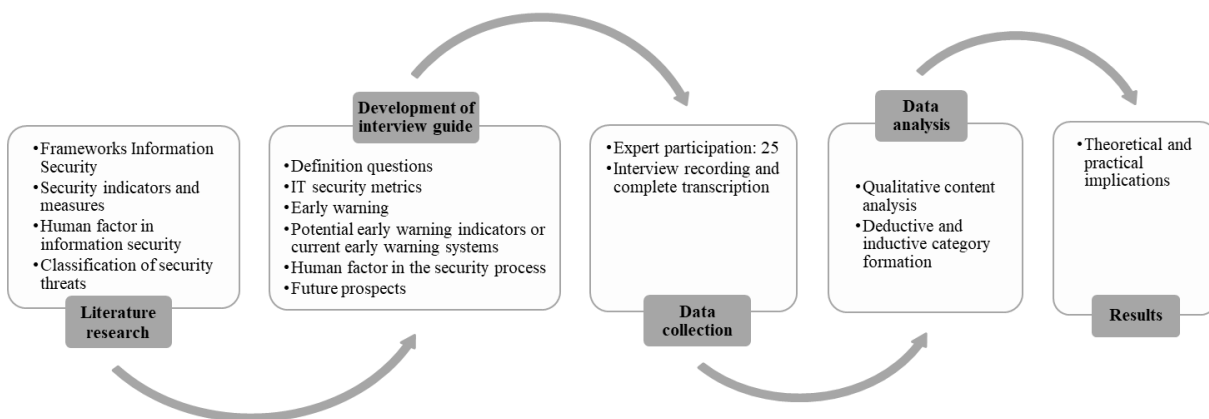 •Frameworks Information
Security
•Security indicators and
measures
•Human factor in
information security
•Classification of security
threats
Literature
research
Development of
interview guide
•Definition questions
•IT security metrics
•Early warning
•Potential early warning indicators or
current early warning systems
•Human factor in the security process
•Future prospects
•Expert participation: 25
•Interview recording and
complete transcription
Data
collection
Data
analysis
•Qualitative content
analysis
•Deductive and
inductive category
formation
•Theoretical and
practical
implications
Results